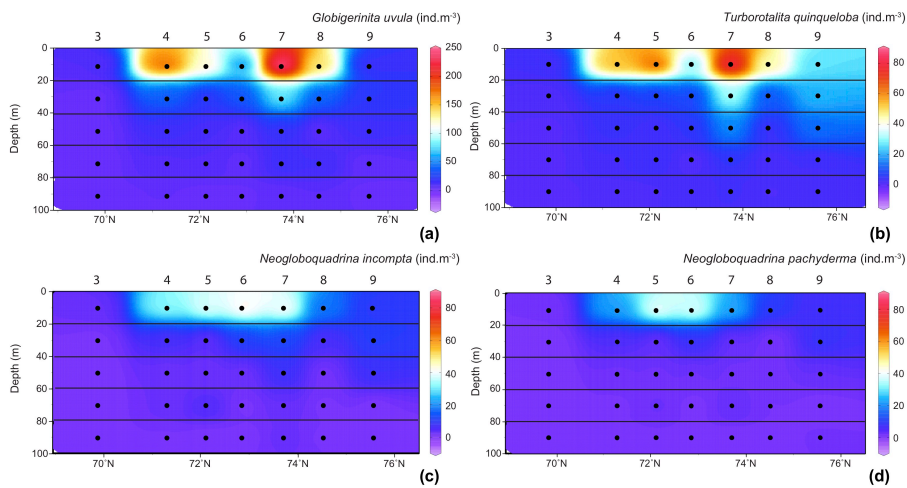 Globigerinita uvula (ind.m-3)
3 4 5 6 7 8 9
0
20
40
60
80
100
Depth (m)
70°N 72°N 74°N 76°N
250
200
150
100
50
0
(a)
Turborotalita quinqueloba (ind.m-3)
3 4 5 6 7 8 9
0
20
40
60
80
100
Depth (m)
70°N 72°N 74°N 76°N
80
60
40
20
0
(b)
Neogloboquadrina incompta (ind.m-3)
3 4 5 6 7 8 9
0
20
40
60
80
100
Depth (m)
70°N 72°N 74°N 76°N
80
60
40
20
0
(c)
Neogloboquadrina pachyderma (ind.m-3)
3 4 5 6 7 8 9
0
20
40
60
80
100
Depth (m)
70°N 72°N 74°N 76°N
80
60
40
20
0
(d)